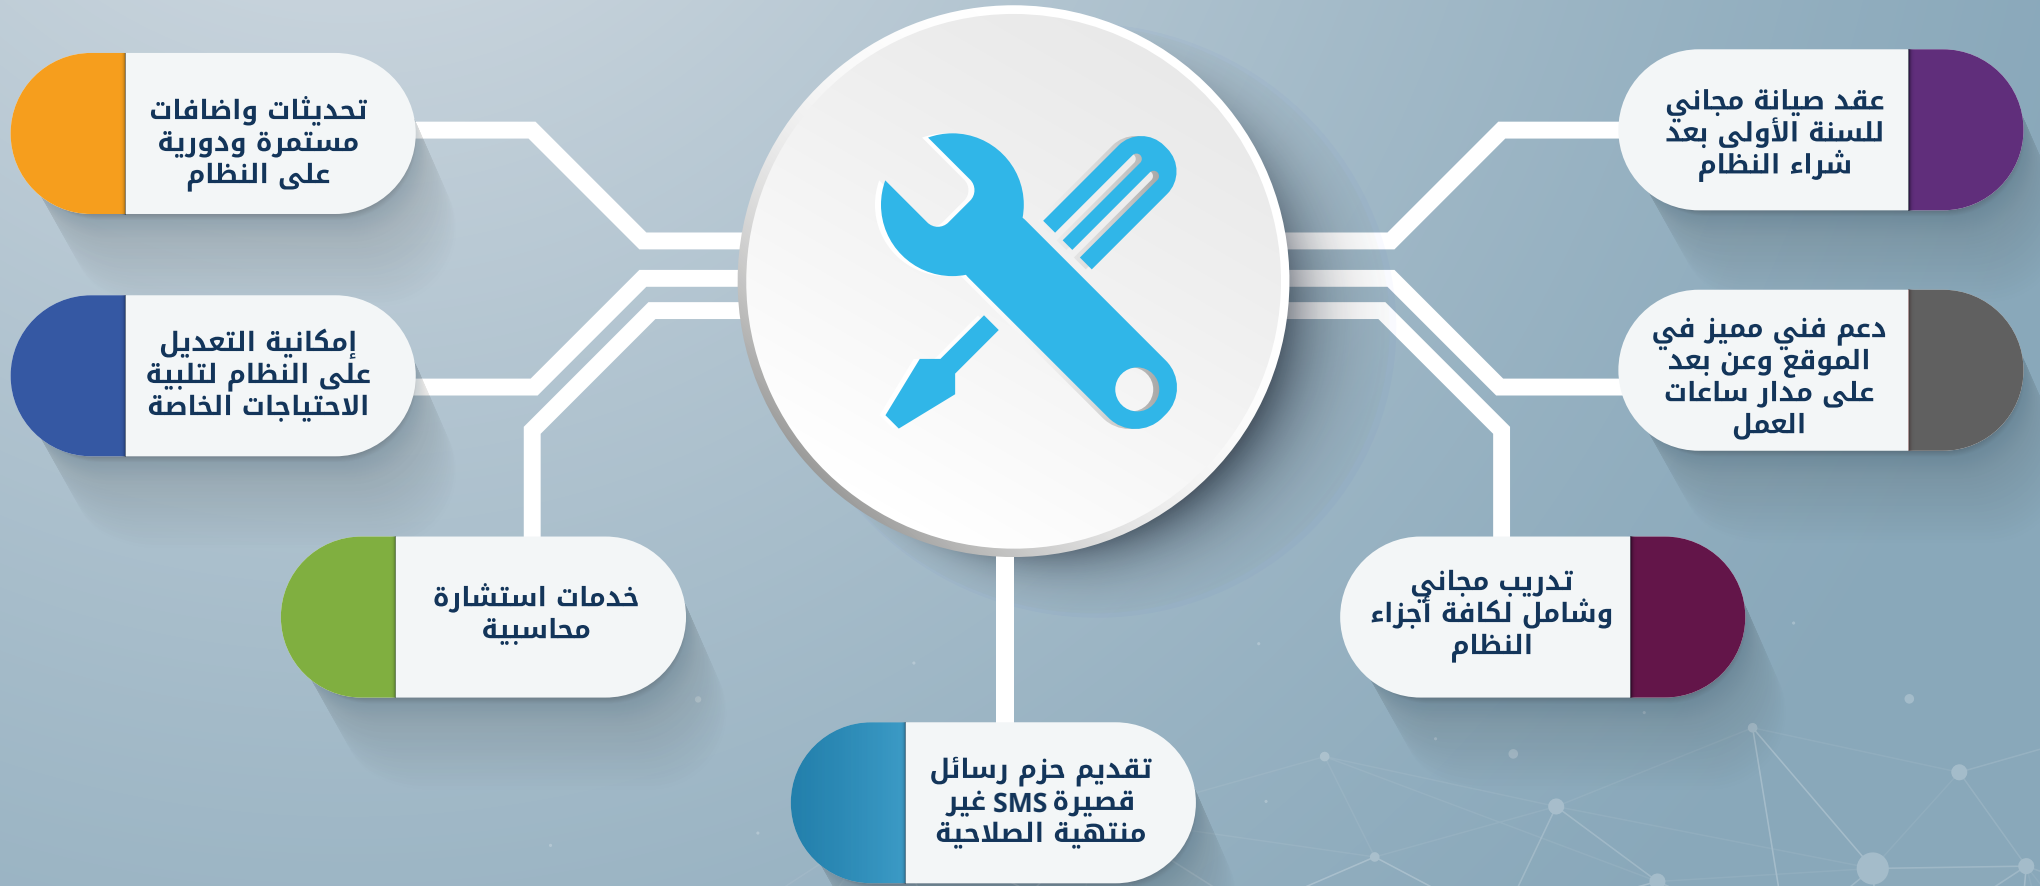 عقد صيانة مجاني
للسنة الأولى بعد
شراء النظام
دعم فني مميز في
الموقع وعن بعد
على مدار ساعات
العمل
تدريب مجاني
وشامل لكافة أجزاء
النظام
تقديم حزم رسائل
قصيرة SMS غير
منتهية الصلاحية
خدمات استشارة
محاسبية
إمكانية التعديل
على النظام لتلبية
الاحتياجات الخاصة
تحديثات واضافات
مستمرة ودورية
على النظام